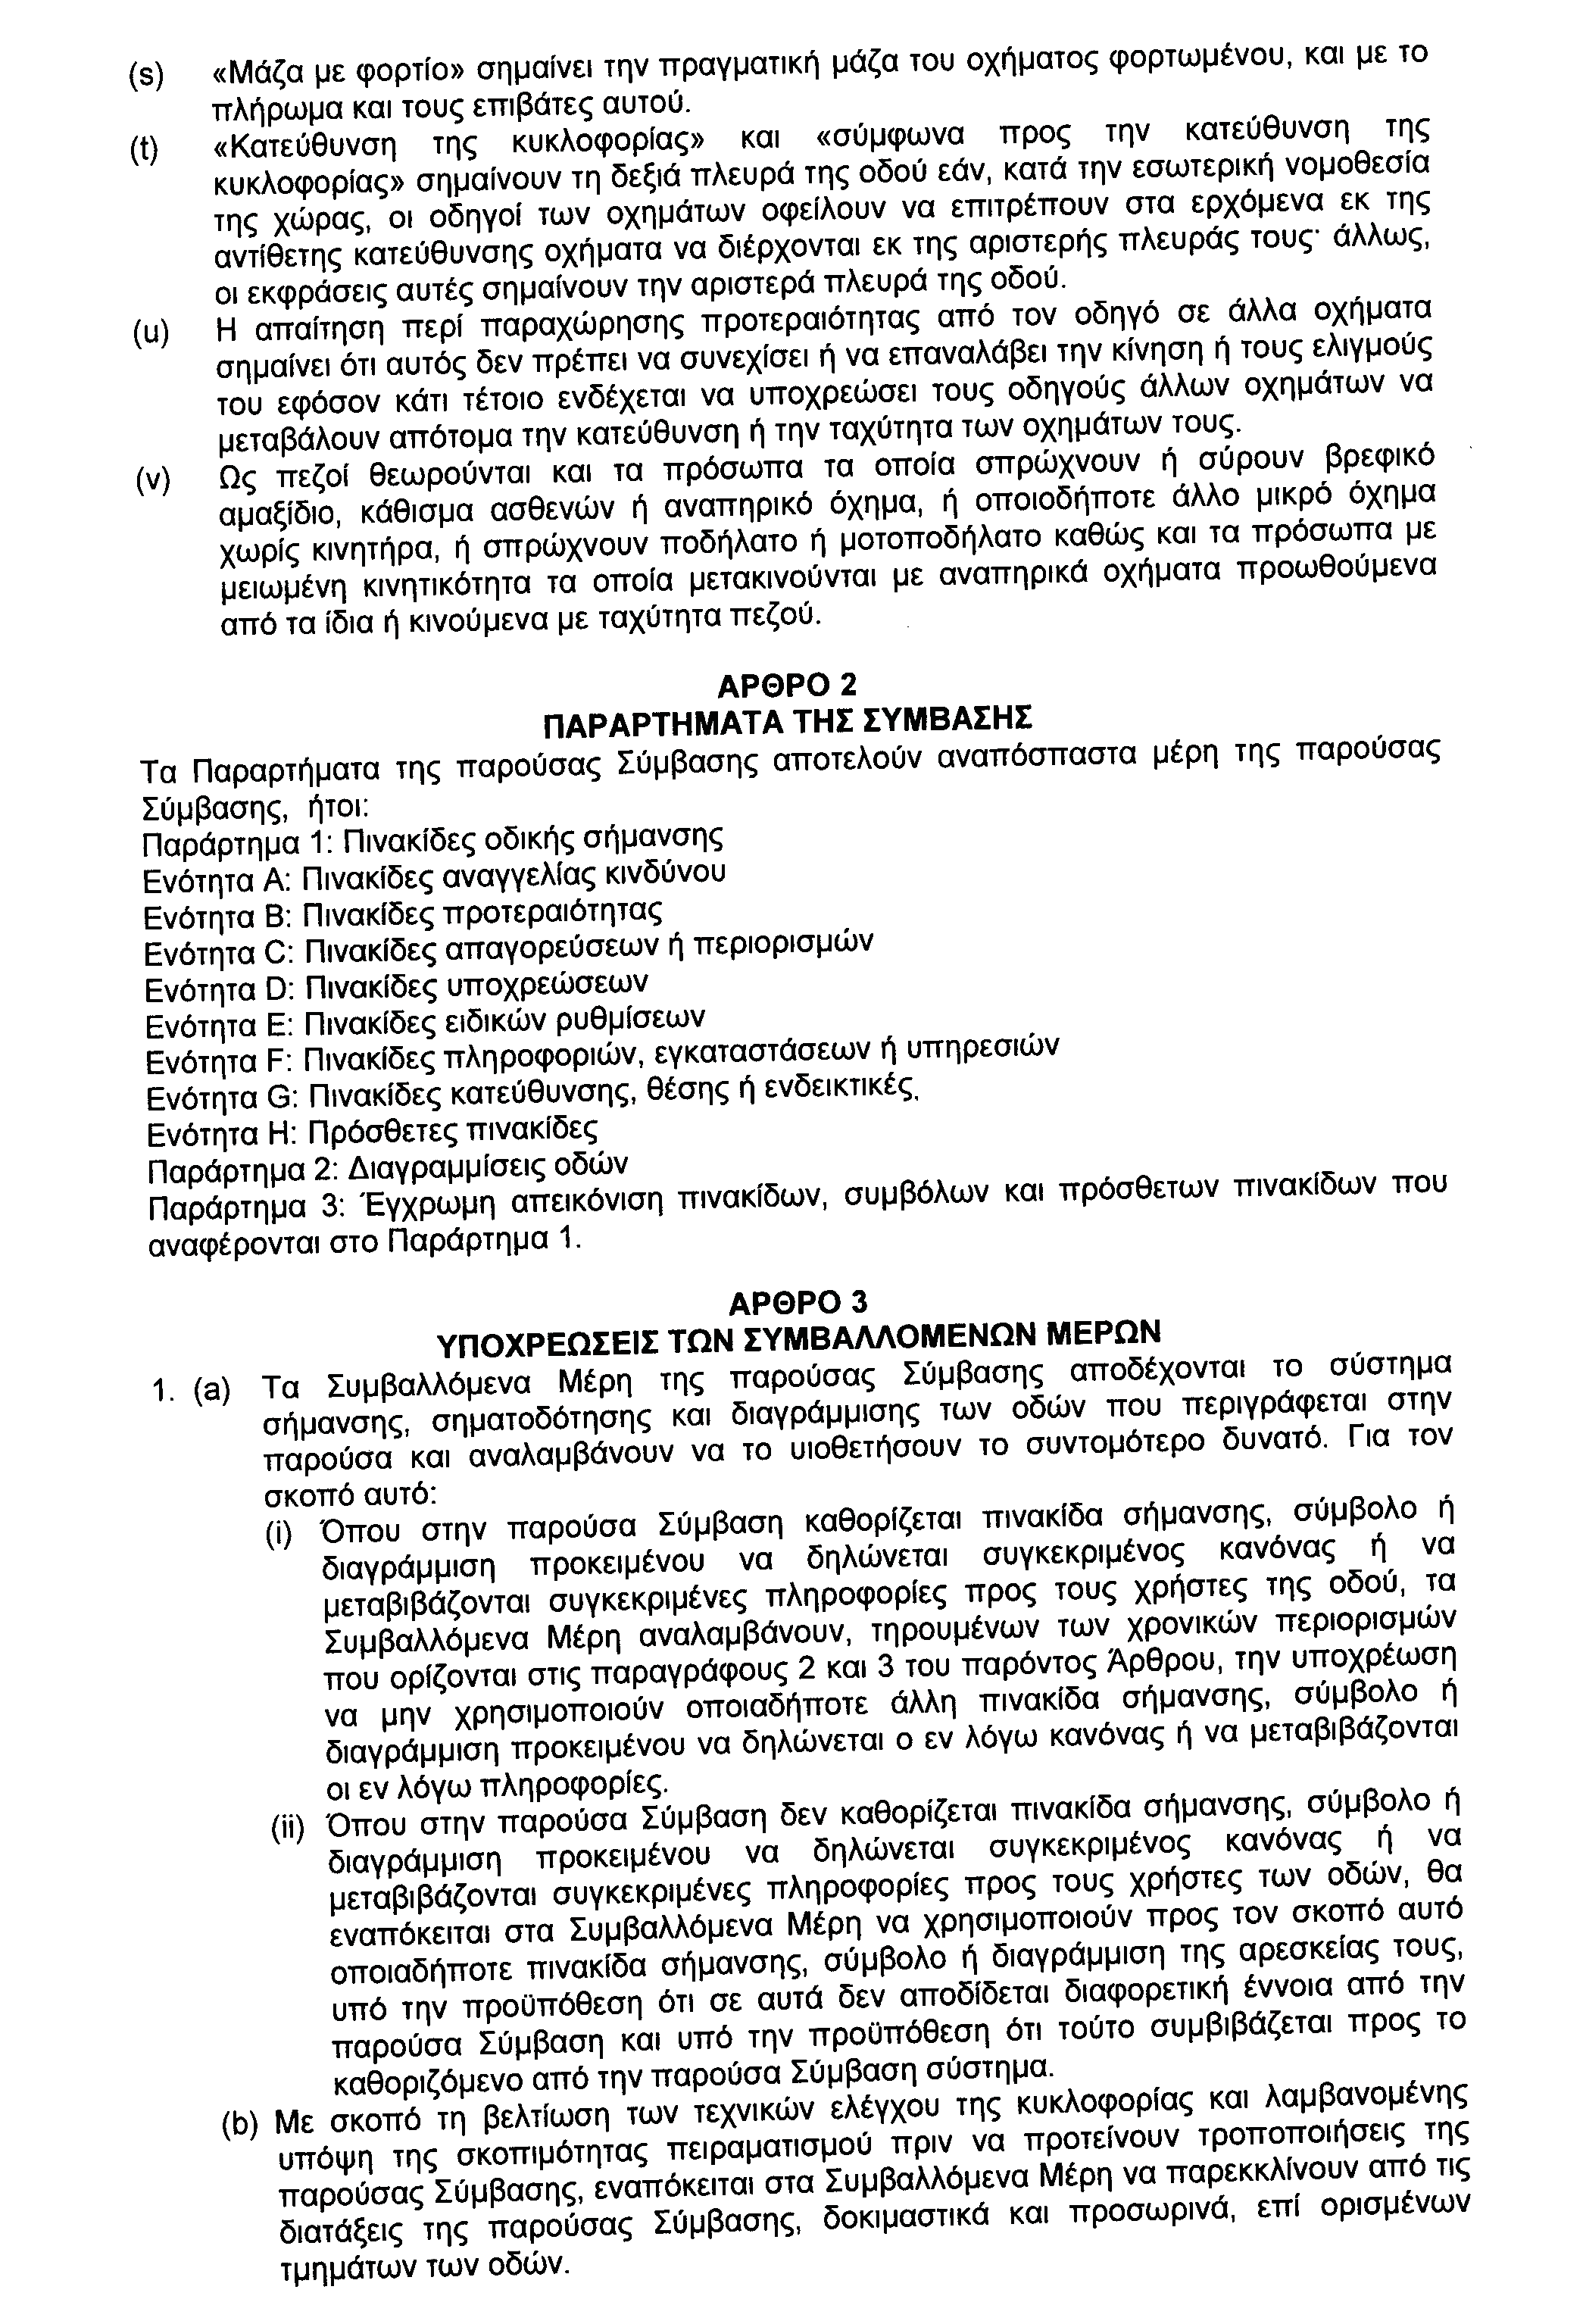 (s) «Μάζα με φορτίο» σημαίνει την πραγματική μάζα του οχήματος φορτωμένου, και με το
πλήρωμα και τους επιβάτες αυτού.
(t) «Κατεύθυνση της κυκλοφορίας» και «σύμφωνα προς την κατεύθυνση της
κυκλοφορίας» σημαίνουν τη δεξιά πλευρά της οδού εάν, κατά την εσωτερική νομοθεσία
της χώρας, οι οδηγοί των οχημάτων οφείλουν να επιτρέπουν στα ερχόμενα εκ της
αντίθετης κατεύθυνσης οχήματα να διέρχονται εκ της αριστερής πλευράς τους· άλλως,
οι εκφράσεις αυτές σημαίνουν την αριστερά πλευρά της οδού.
(u) Η απαίτηση περί παραχώρησης προτεραιότητας από τον οδηγό σε άλλα οχήματα
σημαίνει ότι αυτός δεν πρέπει να συνεχίσει ή να επαναλάβει την κίνηση ή τους ελιγμούς
του εφόσον κάτι τέτοιο ενδέχεται να υποχρεώσει τους οδηγούς άλλων οχημάτων να
μεταβάλουν απότομα την κατεύθυνση ή την ταχύτητα των οχημάτων τους.
(v) Ως πεζοί θεωρούνται και τα πρόσωπα τα οποία σπρώχνουν ή σύρουν βρεφικό
αμαξίδιο, κάθισμα ασθενών ή αναπηρικό όχημα, ή οποιοδήποτε άλλο μικρό όχημα
χωρίς κινητήρα, ή σπρώχνουν ποδήλατο ή μοτοποδήλατο καθώς και τα πρόσωπα με
μειωμένη κινητικότητα τα οποία μετακινούνται με αναπηρικά οχήματα προωθούμενα
από τα ίδια ή κινούμενα με ταχύτητα πεζού.
ΑΡΘΡΟ 2
ΠΑΡΑΡΤΗΜΑΤΑ ΤΗΣ ΣΥΜΒΑΣΗΣ
Τα Παραρτήματα της παρούσας Σύμβασης αποτελούν αναπόσπαστα μέρη της παρούσας
Σύμβασης, ήτοι:
Παράρτημα 1: Πινακίδες οδικής σήμανσης
Ενότητα Α: Πινακίδες αναγγελίας κινδύνου
Ενότητα Β: Πινακίδες προτεραιότητας
Ενότητα C: Πινακίδες απαγορεύσεων ή περιορισμών
Ενότητα D: Πινακίδες υποχρεώσεων
Ενότητα Ε: Πινακίδες ειδικών ρυθμίσεων
Ενότητα F: Πινακίδες πληροφοριών, εγκαταστάσεων ή υπηρεσιών
Ενότητα G: Πινακίδες κατεύθυνσης, θέσης ή ενδεικτικές.
Ενότητα Η: Πρόσθετες πινακίδες
Παράρτημα 2: Διαγραμμίσεις οδών
Παράρτημα 3: Έγχρωμη απεικόνιση πινακίδων, συμβόλων και πρόσθετων πινακίδων που
αναφέρονται στο Παράρτημα 1.
ΑΡΘΡΟ 3
ΥΠΟΧΡΕΩΣΕΙΣ ΤΩΝ ΣΥΜΒΑΛΛΟΜΕΝΩΝ ΜΕΡΩΝ
1. (a) Τα Συμβαλλόμενα Μέρη της παρούσας Σύμβασης αποδέχονται το σύστημα
σήμανσης, σηματοδότησης και διαγράμμισης των οδών που περιγράφεται στην
παρούσα και αναλαμβάνουν να το υιοθετήσουν το συντομότερο δυνατό. Για τον
σκοπό αυτό:
(i) Όπου στην παρούσα Σύμβαση καθορίζεται πινακίδα σήμανσης, σύμβολο ή
διαγράμμιση προκειμένου να δηλώνεται συγκεκριμένος κανόνας ή να
μεταβιβάζονται συγκεκριμένες πληροφορίες προς τους χρήστες της οδού, τα
Συμβαλλόμενα Μέρη αναλαμβάνουν, τηρουμένων των χρονικών περιορισμών
που ορίζονται στις παραγράφους 2 και 3 του παρόντος Άρθρου, την υποχρέωση
να μην χρησιμοποιούν οποιαδήποτε άλλη πινακίδα σήμανσης, σύμβολο ή
διαγράμμιση προκειμένου να δηλώνεται ο εν λόγω κανόνας ή να μεταβιβάζονται
οι εν λόγω πληροφορίες.
(ii) Όπου στην παρούσα Σύμβαση δεν καθορίζεται πινακίδα σήμανσης, σύμβολο ή
διαγράμμιση προκειμένου να δηλώνεται συγκεκριμένος κανόνας ή να
μεταβιβάζονται συγκεκριμένες πληροφορίες προς τους χρήστες των οδών, θα
εναπόκειται στα Συμβαλλόμενα Μέρη να χρησιμοποιούν προς τον σκοπό αυτό
οποιαδήποτε πινακίδα σήμανσης, σύμβολο ή διαγράμμιση της αρεσκείας τους,
υπό την προϋπόθεση ότι σε αυτά δεν αποδίδεται διαφορετική έννοια από την
παρούσα Σύμβαση και υπό την προϋπόθεση ότι τούτο συμβιβάζεται προς το
καθοριζόμενο από την παρούσα Σύμβαση σύστημα.
(b) Με σκοπό τη βελτίωση των τεχνικών ελέγχου της κυκλοφορίας και λαμβανομένης
υπόψη της σκοπιμότητας πειραματισμού πριν να προτείνουν τροποποιήσεις της
παρούσας Σύμβασης, εναπόκειται στα Συμβαλλόμενα Μέρη να παρεκκλίνουν από τις
διατάξεις της παρούσας Σύμβασης, δοκιμαστικά και προσωρινά, επί ορισμένων
τμημάτων των οδών.